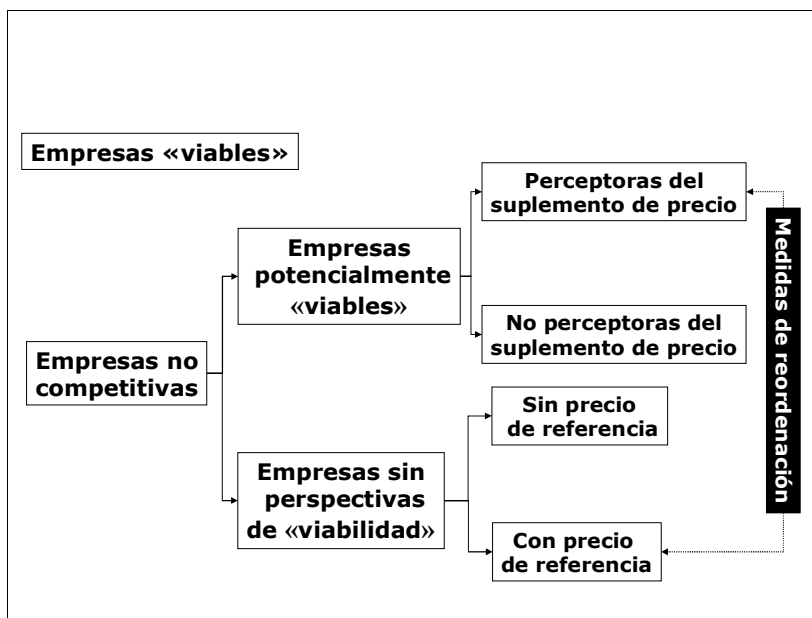 Empresas «viables»
Perceptoras del
suplemento de precio
Empresas
potencialmente
«viables»
No perceptoras del
suplemento de precio
Empresas no
competitivas
Sin precio
de referencia
Empresas sin
perspectivas
de «viabilidad»
Con precio
de referencia
Medidas de reordenación